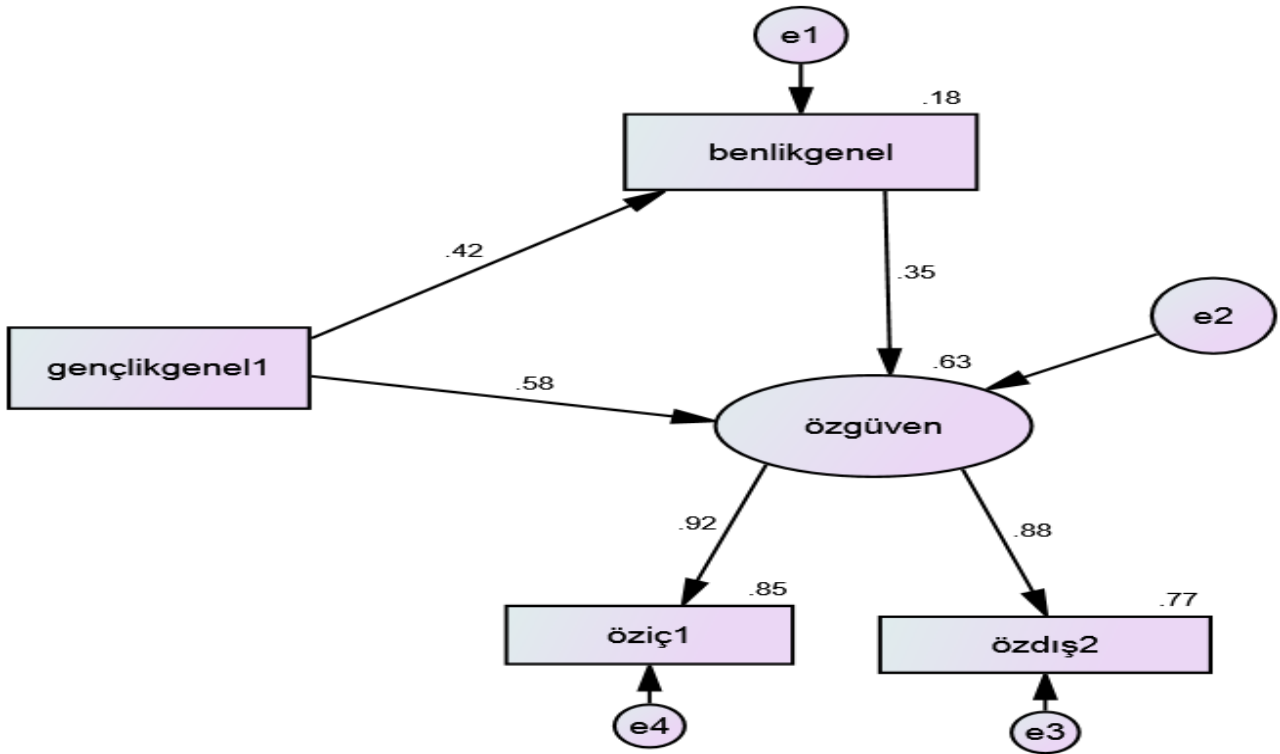 e1
.18
benlikgenel
.42
.35
e2
gençlikgenel1
.63
.58
özgüven
.92
.88
.85
.77
öziç1
özdış2
e4
e3